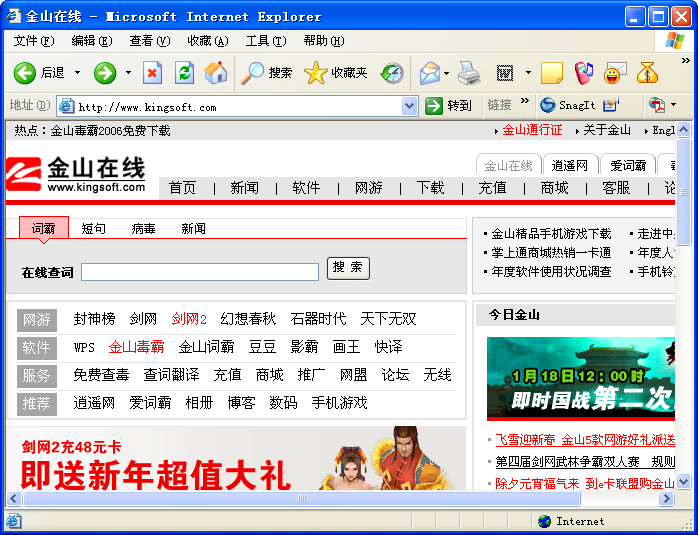 金山在线 - Microsoft Internet Explorer
文件(F) 编辑(E) 查看(V) 收藏(A) 工具(T) 帮助(H)
后退 搜索 收藏夹
地址(D) http://www.kingsoft.com 转到 链接 » SnagIt
热点：金山毒霸2006免费下载 金山通行证 关于金山 Engl
金山在线
www.kingsoft.com
金山在线 逍遥网 爱词霸
首页 | 新闻 | 软件 | 网游 | 下载 | 充值 | 商城 | 客服 | 论
词霸 短句 病毒 新闻
在线查词 搜 索
金山精品手机游戏下载 走进中
掌上通商城热销一卡通 年度人
年度软件使用状况调查 手机铃
网游 封神榜 剑网 剑网2 幻想春秋 石器时代 天下无双
软件 WPS 金山毒霸 金山词霸 豆豆 影霸 画王 快译
服务 免费查毒 查词翻译 充值 商城 推广 网盟 论坛 无线
推荐 逍遥网 爱词霸 相册 博客 数码 手机游戏
今日金山
1月18日12：00时
即时国战第二次
飞雪迎新春 金山5款网游好礼派送
第四届剑网武林争霸双人赛 规则
除夕元宵福气来 到e卡联盟购金山
剑网2充48元卡
即送新年超值大礼
Internet